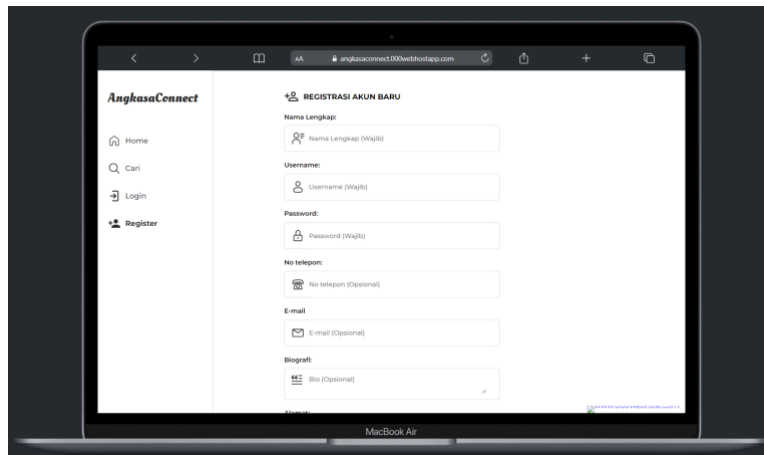 AA angkasaconnect.000webhostapp.com
AngkasaConnect
Home
Cari
Login
Register
REGISTRASI AKUN BARU
Nama Lengkap:
Nama Lengkap (Wajib)
Username:
Username (Wajib)
Password:
Password (Wajib)
No telepon:
No telepon (Opsional)
E-mail
E-mail (Opsional)
Biografi:
Bio (Opsional)
Alamat:
MacBook Air